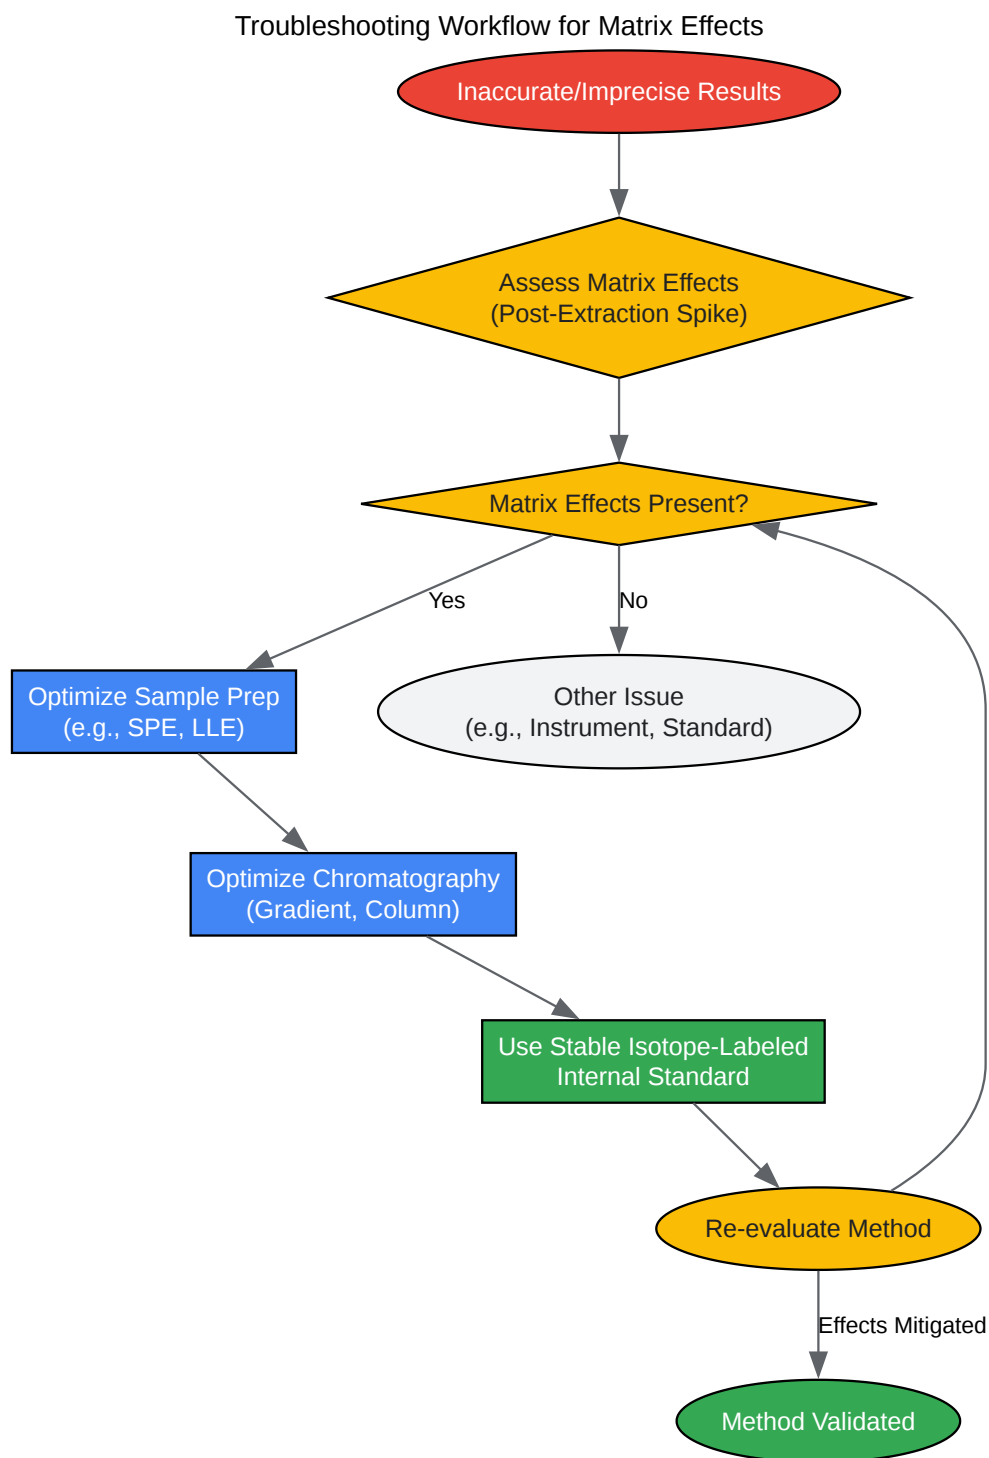 Troubleshooting Workflow for Matrix Effects
Inaccurate/Imprecise Results
Assess Matrix Effects
(Post-Extraction Spike)
Matrix Effects Present?
Yes
No
Optimize Sample Prep
(e.g., SPE, LLE)
Other Issue
(e.g., Instrument, Standard)
Optimize Chromatography
(Gradient, Column)
Use Stable Isotope-Labeled
Internal Standard
Re-evaluate Method
Effects Mitigated
Method Validated